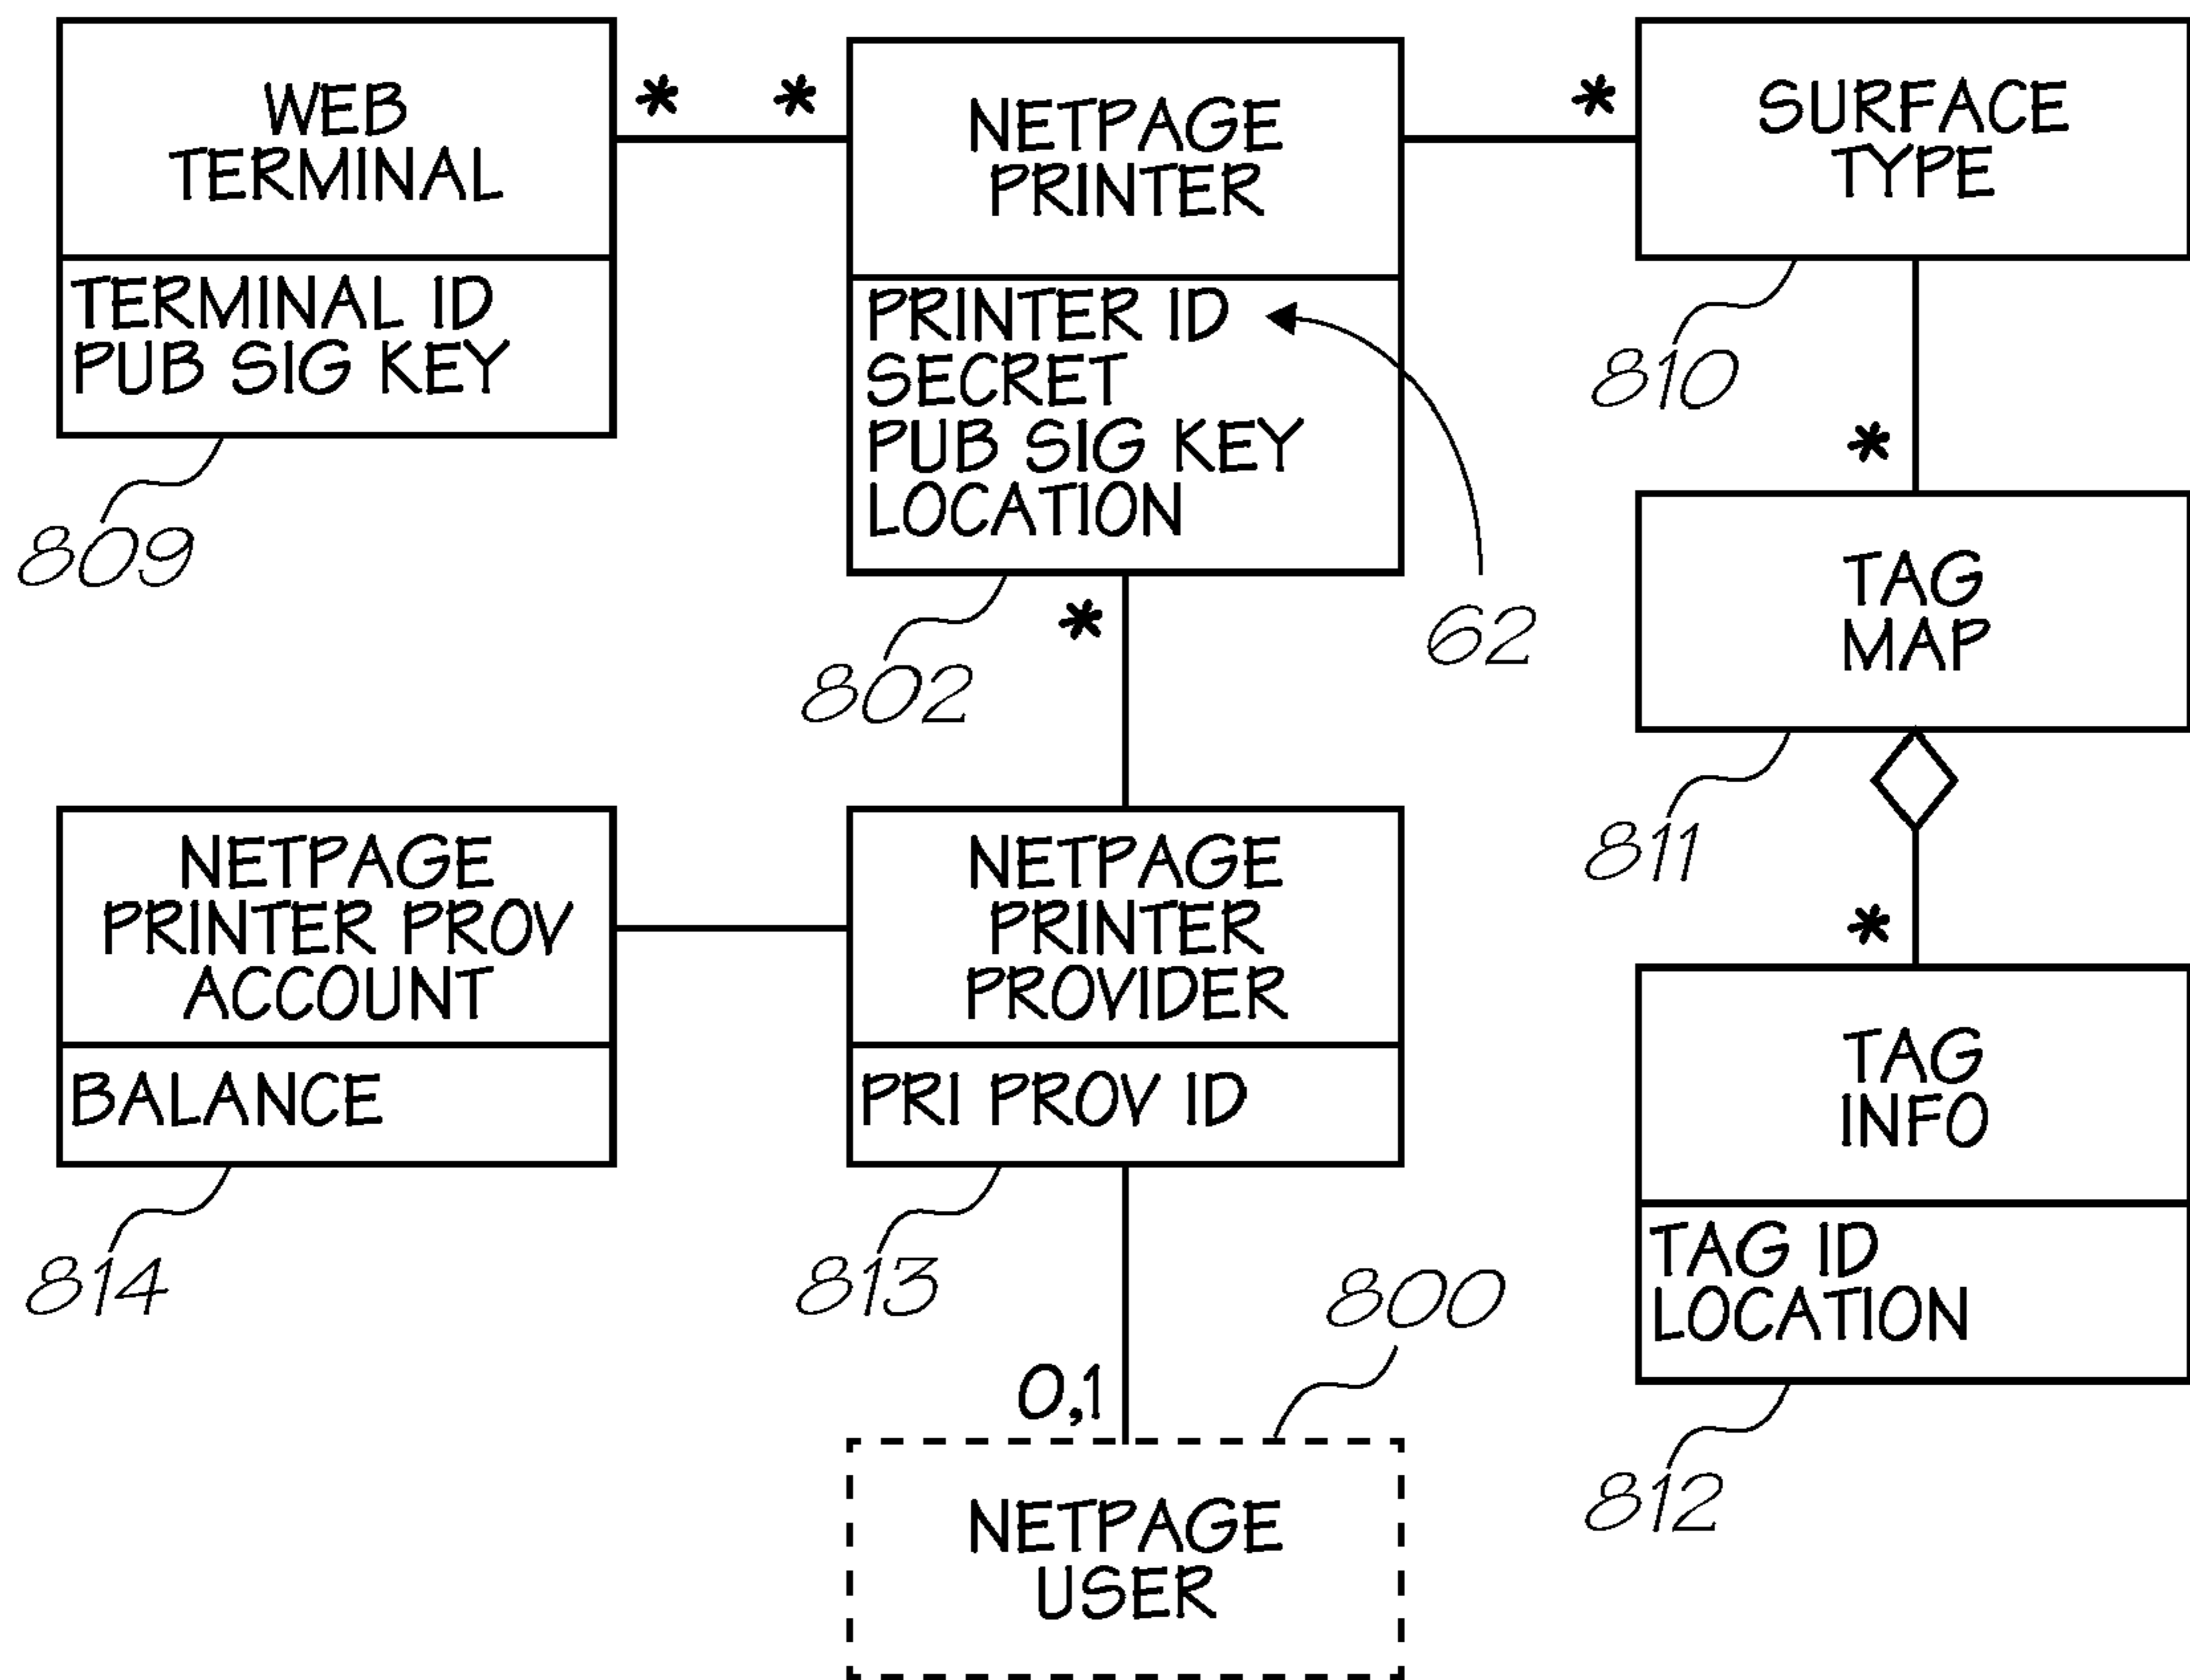 WEB
TERMINAL
TERMINAL ID
PUB SIG KEY
809
*
*
NETPAGE
PRINTER
PRINTER ID
SECRET
PUB SIG KEY
LOCATION
802
62
*
*
SURFACE
TYPE
810
*
TAG
MAP
811
*
TAG
INFO
TAG ID
LOCATION
812
NETPAGE
PRINTER PROV
ACCOUNT
BALANCE
814
NETPAGE
PRINTER
PROVIDER
PRI PROV ID
813
800
0,1
NETPAGE
USER